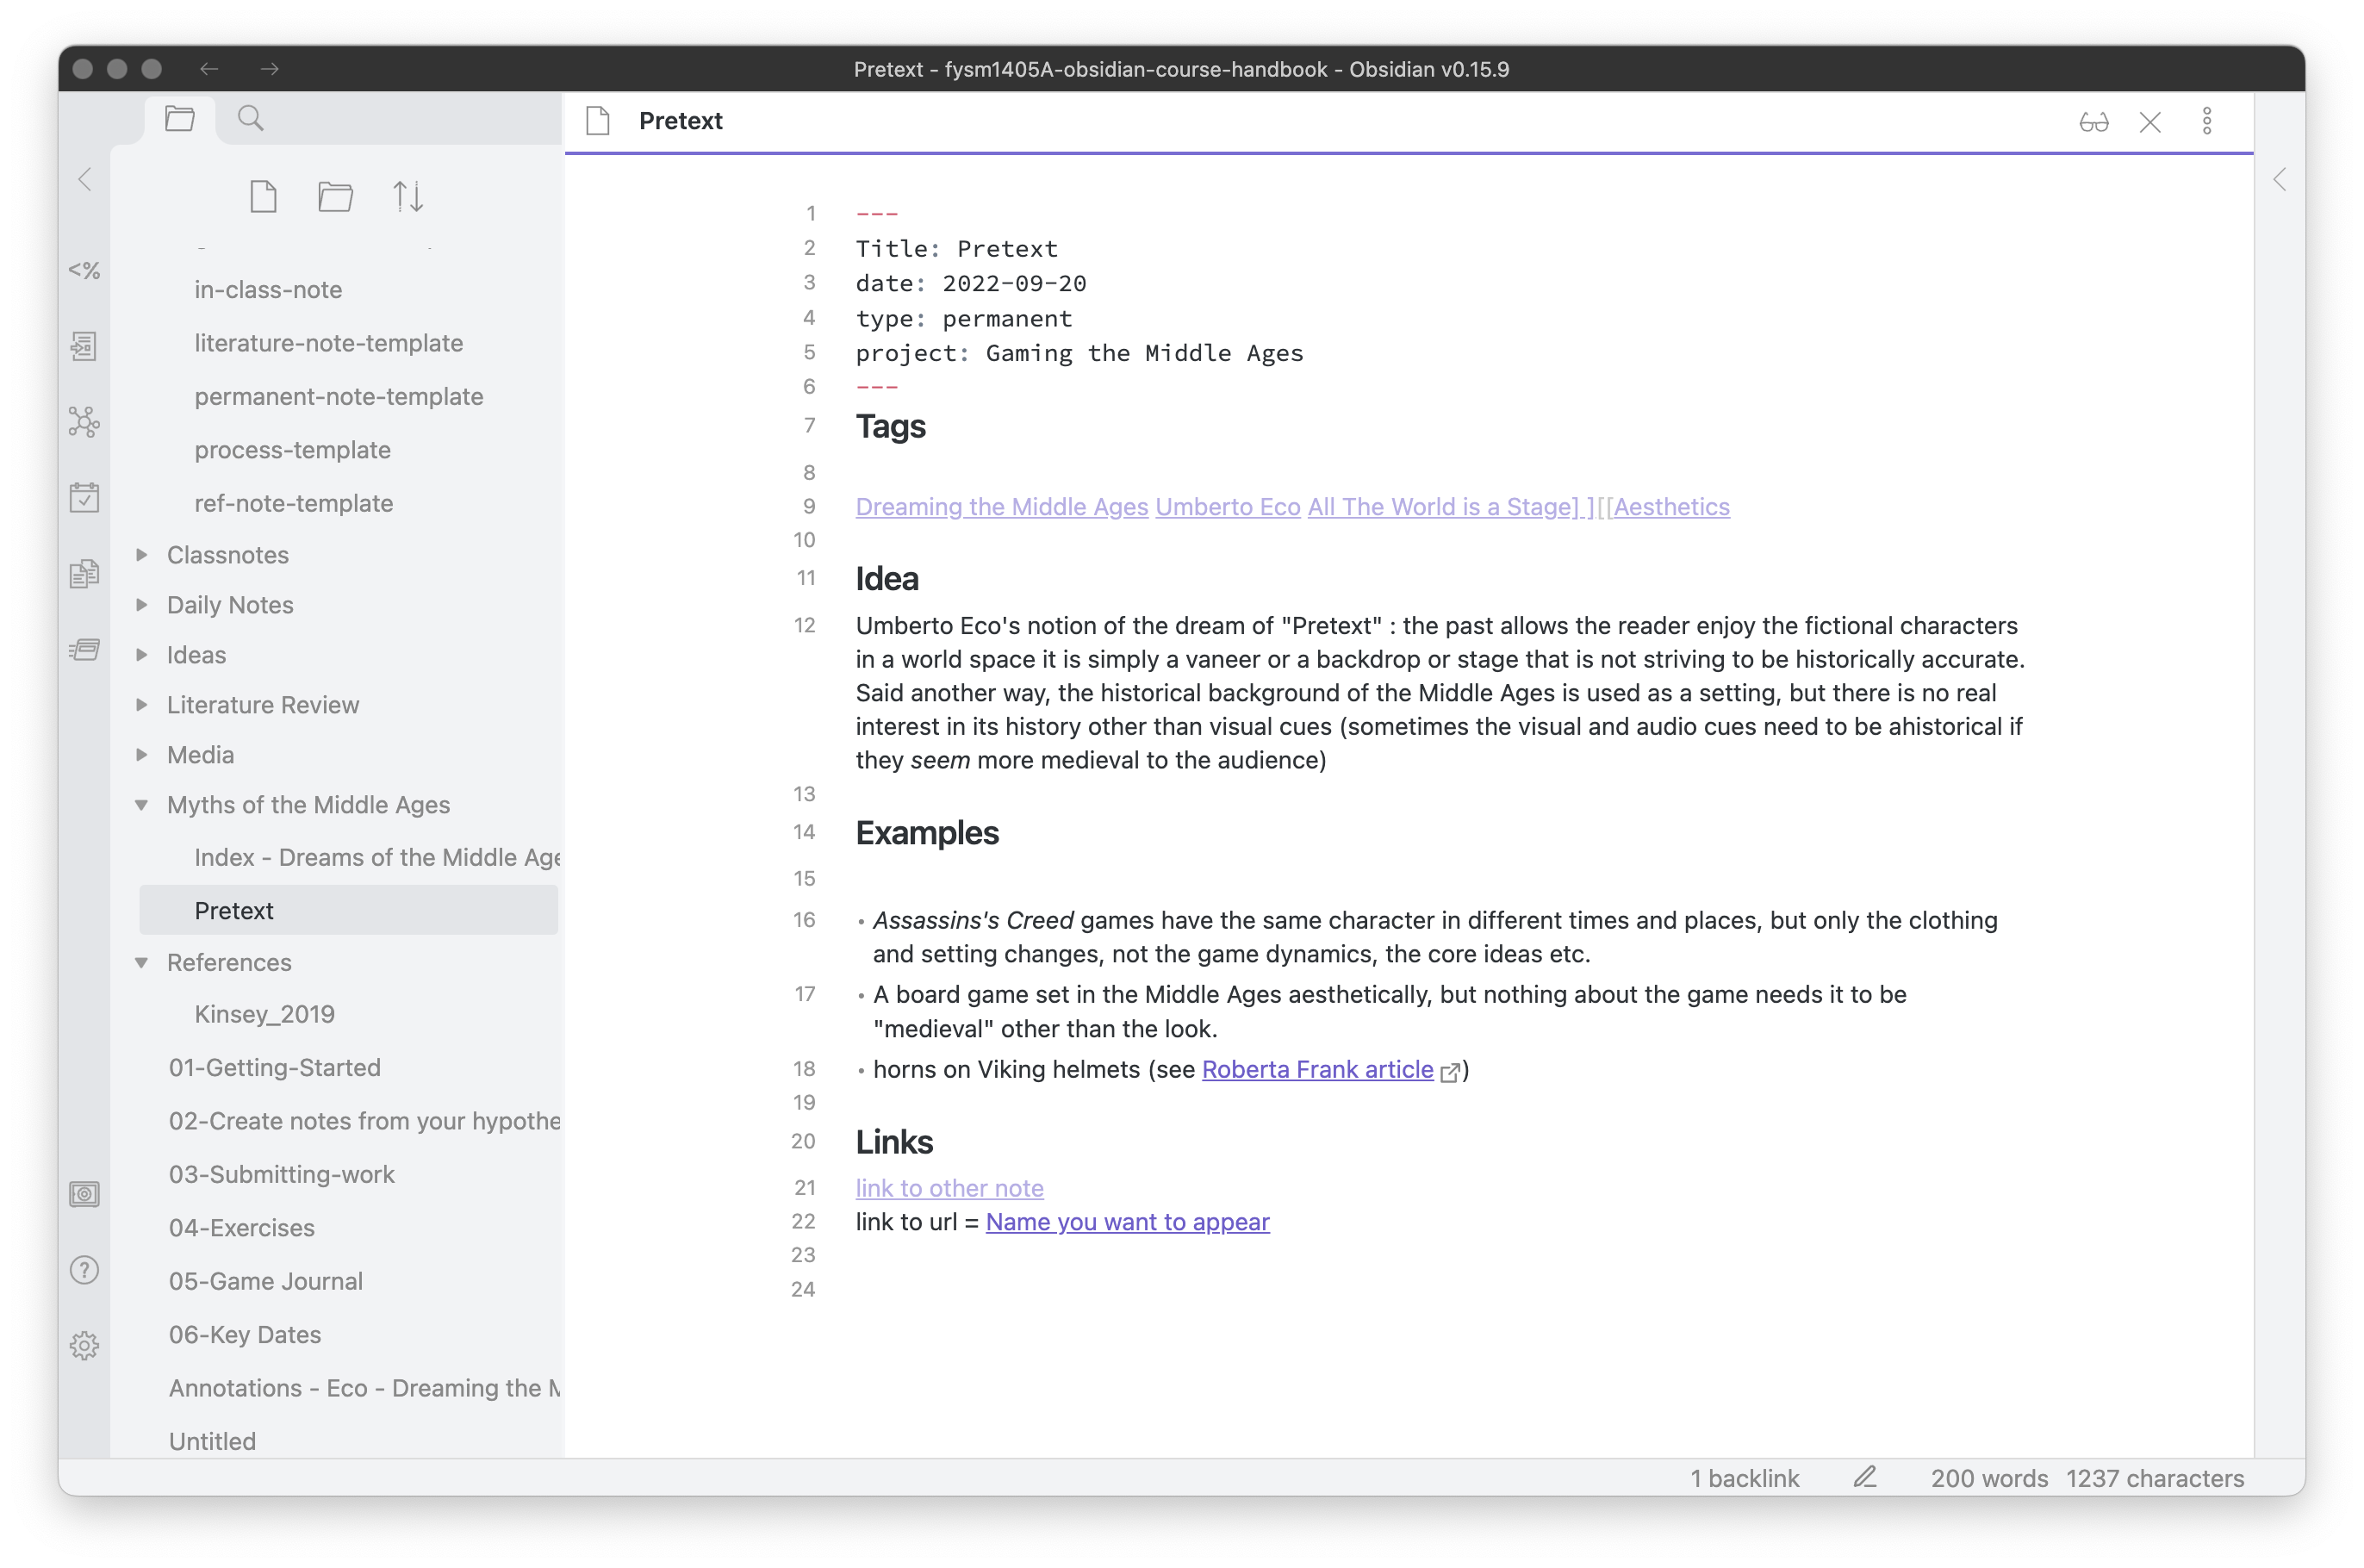 Pretext - fysm1405A-obsidian-course-handbook - Obsidian v0.15.9
Pretext
<%
in-class-note
literature-note-template
permanent-note-template
process-template
ref-note-template
Classnotes
Daily Notes
Ideas
Literature Review
Media
Myths of the Middle Ages
Index - Dreams of the Middle Age
Pretext
References
Kinsey_2019
01-Getting-Started
02-Create notes from your hypothe
03-Submitting-work
04-Exercises
05-Game Journal
06-Key Dates
Annotations - Eco - Dreaming the M
Untitled
1 ---
2 Title: Pretext
3 date: 2022-09-20
4 type: permanent
5 project: Gaming the Middle Ages
6 ---
7 Tags
8
9 Dreaming the Middle Ages Umberto Eco All The World is a Stage] ][[Aesthetics
10
11 Idea
12 Umberto Eco's notion of the dream of "Pretext" : the past allows the reader enjoy the fictional characters
in a world space it is simply a vaneer or a backdrop or stage that is not striving to be historically accurate.
Said another way, the historical background of the Middle Ages is used as a setting, but there is no real
interest in its history other than visual cues (sometimes the visual and audio cues need to be ahistorical if
they seem more medieval to the audience)
13
14 Examples
15
16 • Assassins's Creed games have the same character in different times and places, but only the clothing
and setting changes, not the game dynamics, the core ideas etc.
17 • A board game set in the Middle Ages aesthetically, but nothing about the game needs it to be
"medieval" other than the look.
18 • horns on Viking helmets (see Roberta Frank article)
19
20 Links
21 link to other note
22 link to url = Name you want to appear
23
24
1 backlink 200 words 1237 characters